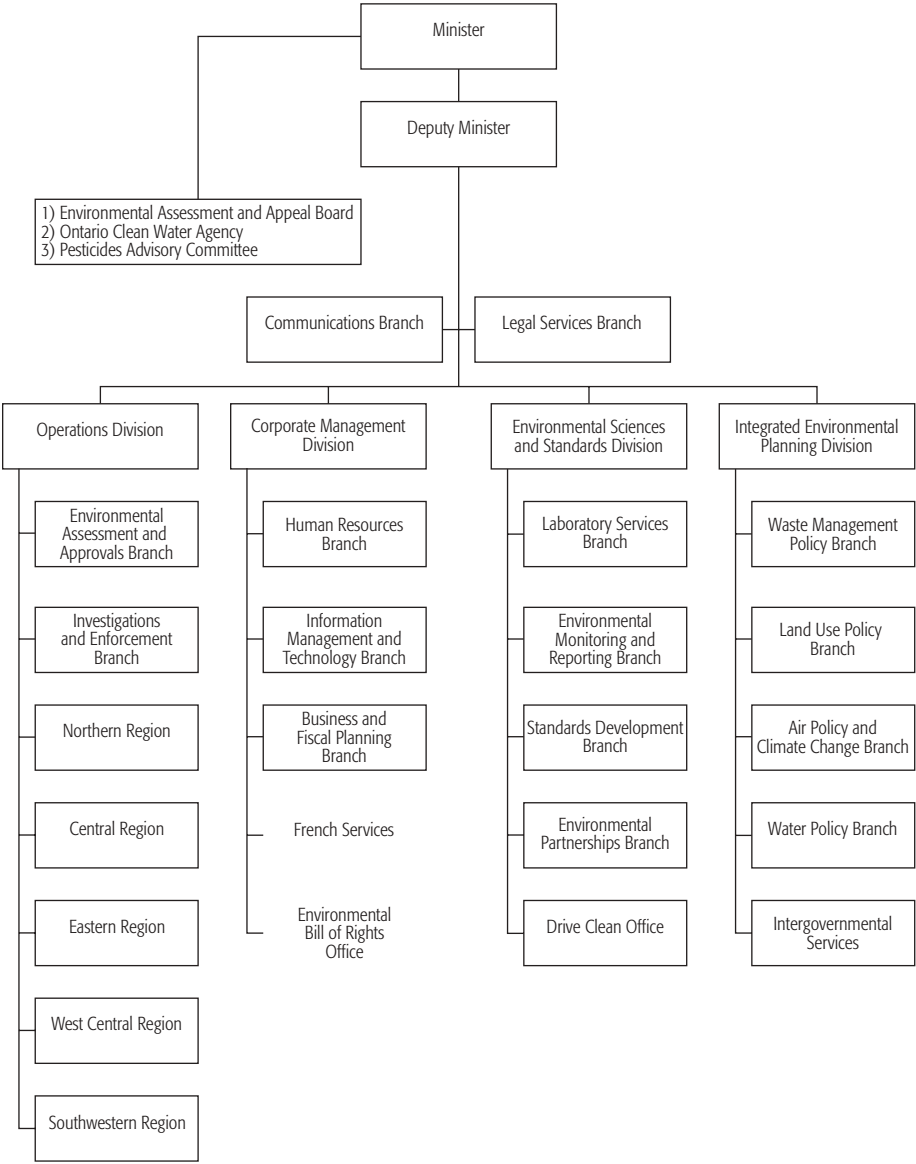 Minister
Deputy Minister
1) Environmental Assessment and Appeal Board
2) Ontario Clean Water Agency
3) Pesticides Advisory Committee
Communications Branch
Legal Services Branch
Operations Division
Environmental
Assessment and
Approvals Branch
Investigations
and Enforcement
Branch
Northern Region
Central Region
Eastern Region
West Central Region
Southwestern Region
Corporate Management
Division
Human Resources
Branch
Information
Management and
Technology Branch
Business and
Fiscal Planning
Branch
French Services
Environmental
Bill of Rights
Office
Environmental Sciences
and Standards Division
Laboratory Services
Branch
Environmental
Monitoring and
Reporting Branch
Standards Development
Branch
Environmental
Partnerships Branch
Drive Clean Office
Integrated Environmental
Planning Division
Waste Management
Policy Branch
Land Use Policy
Branch
Air Policy and
Climate Change Branch
Water Policy Branch
Intergovernmental
Services